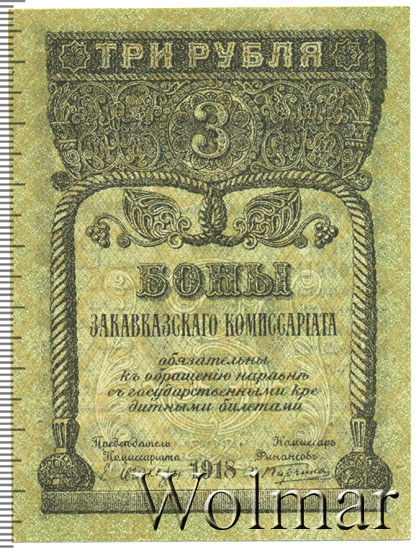 ТРИ РУБЛЯ
3
БОНЫ
ЗАКАВКАЗСКАГО КОМИССАРІАТА
обязательны
къ обращенію наравнѣ
съ государственными кре
дитными билетами
Предсѣдатель Комиссаръ
Комиссаріата Финансовъ
1918
Wolmar